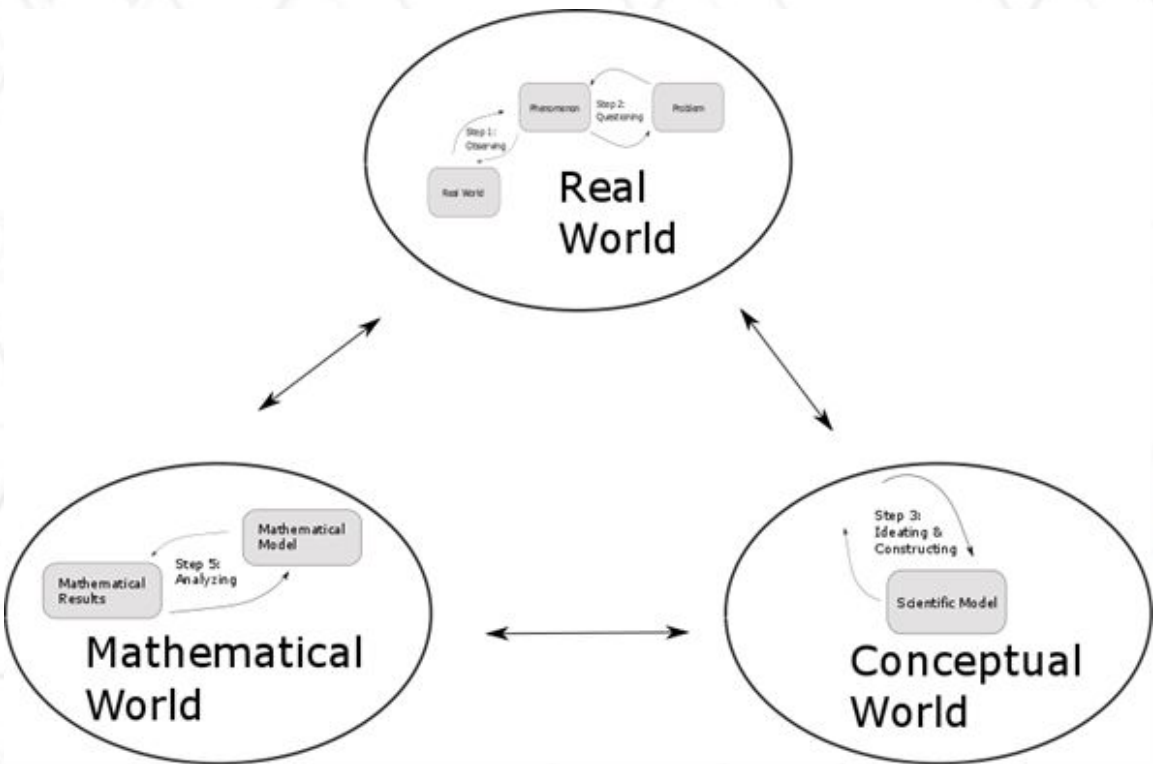 Phenomenon
Step 2:
Questioning
Problem
Step 1:
Observing
Real World
Real
World
Mathematical
Model
Step 5:
Analyzing
Mathematical
Results
Mathematical
World
Step 3:
Ideating &
Constructing
Scientific Model
Conceptual
World